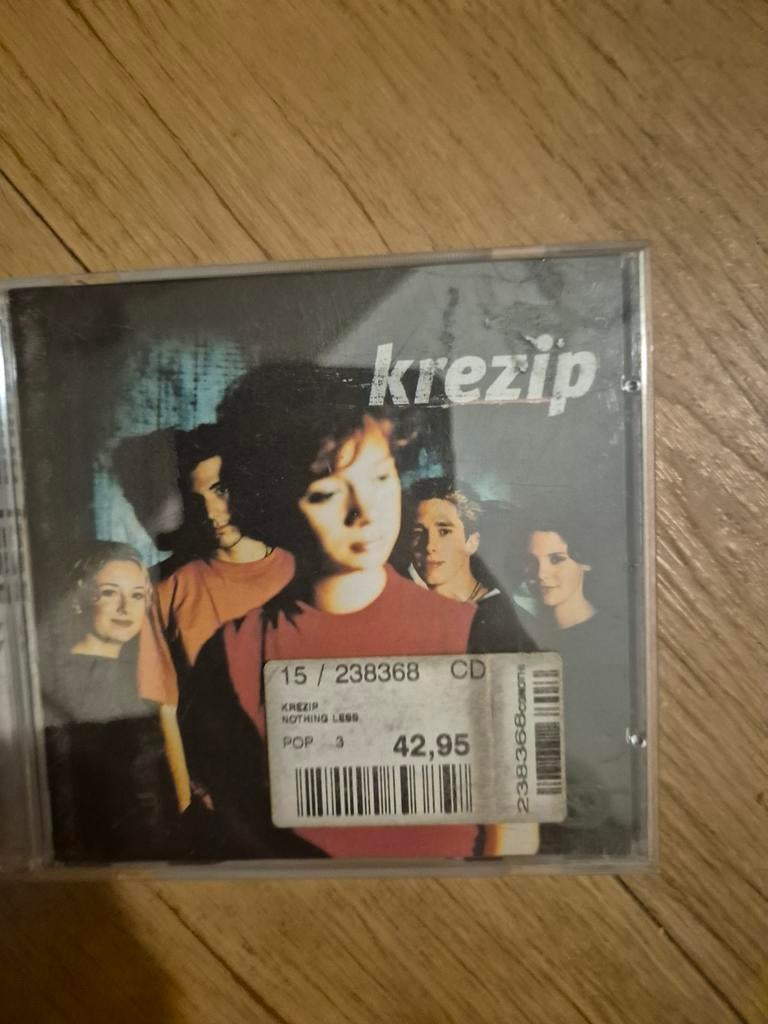 krezip
15 / 238368 CD
KREZIP
NOTHING LESS
POP 3 42,95
238368